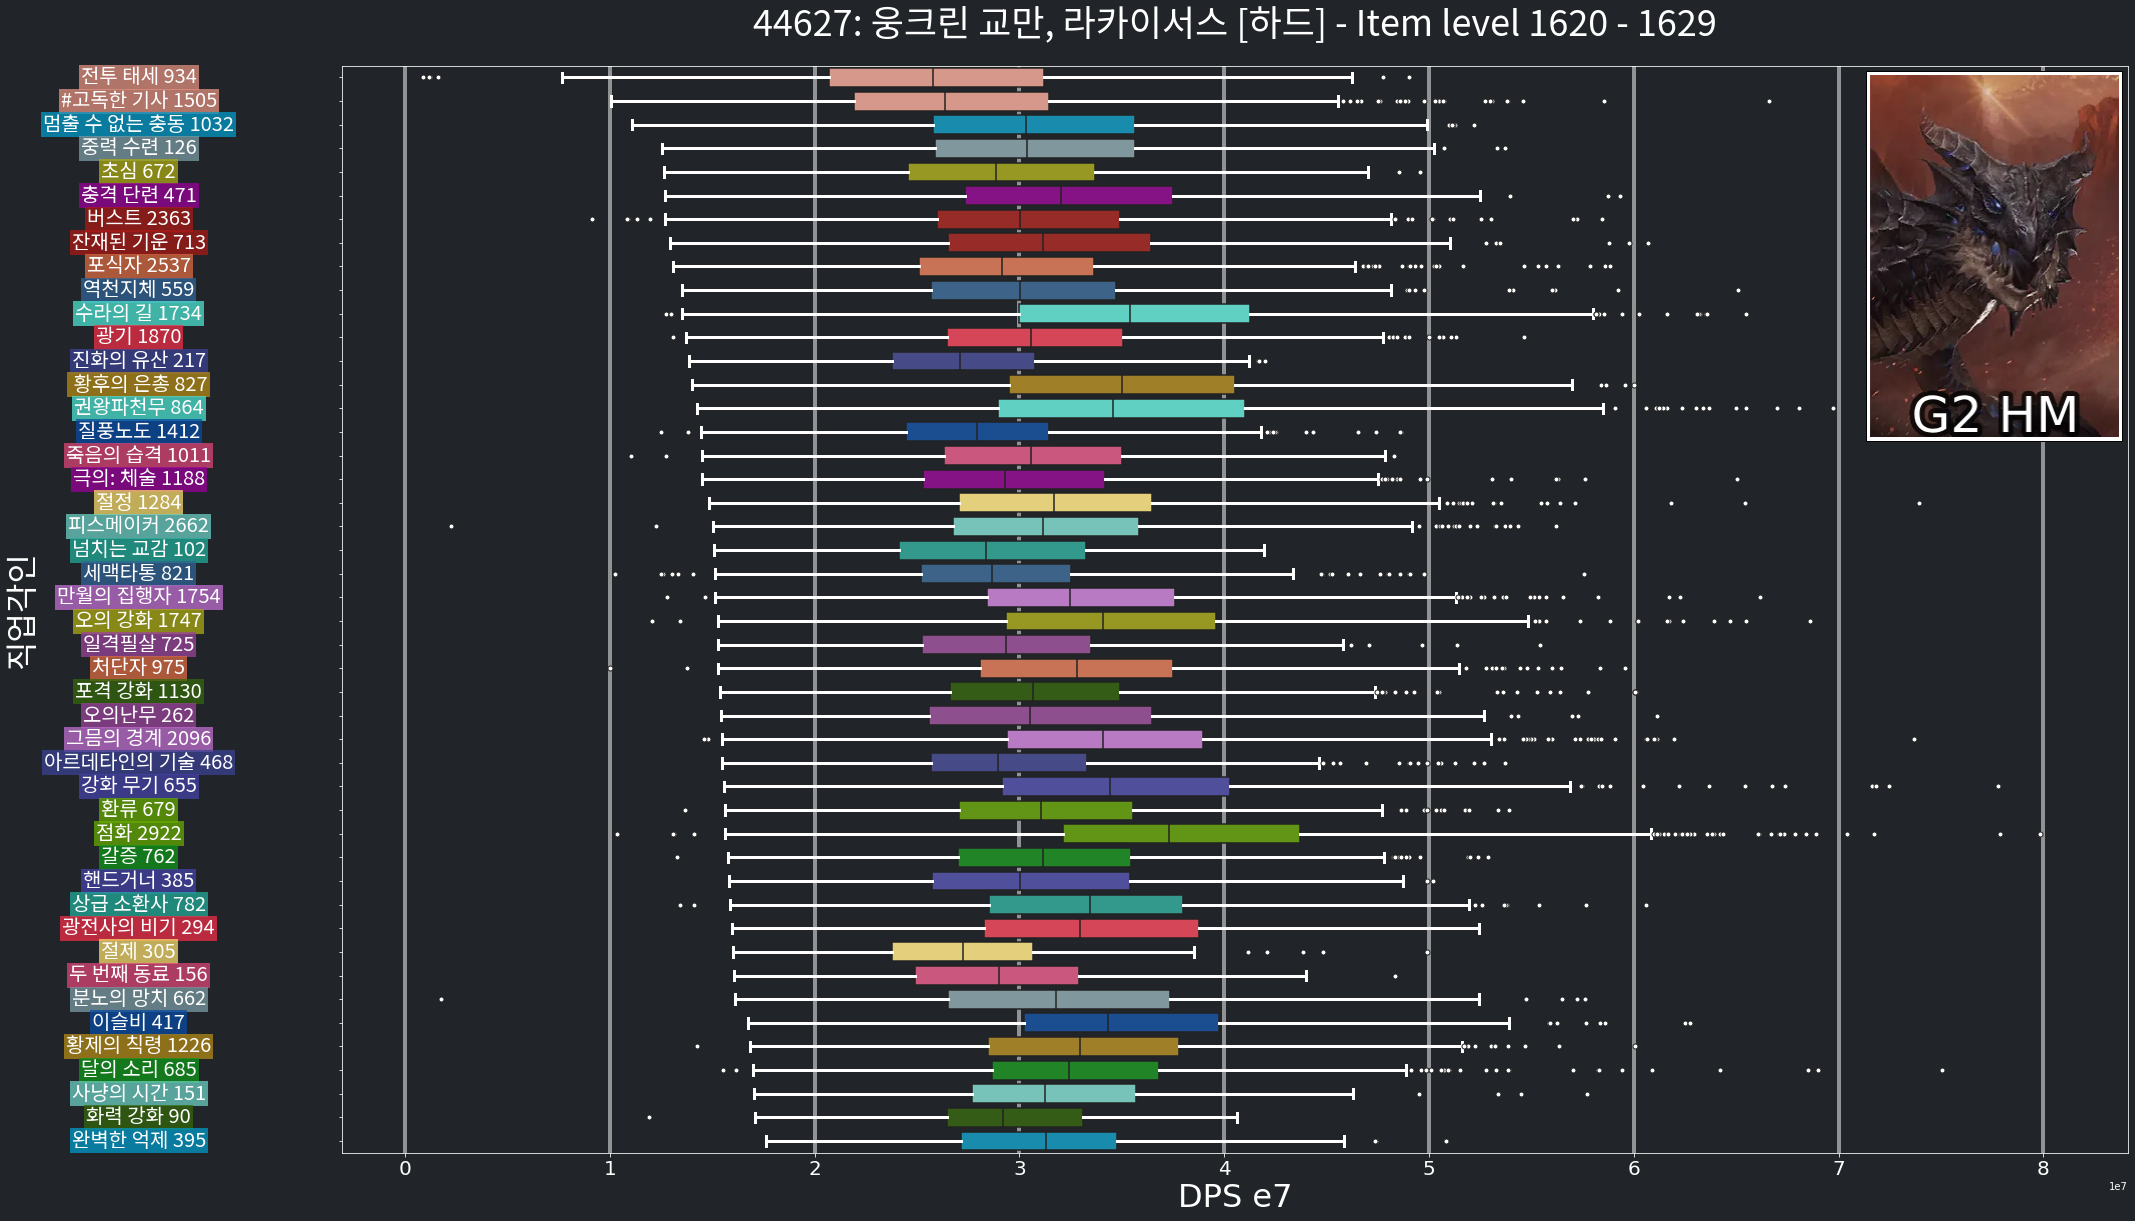 44627: 웅크린 교만, 라카이서스 [하드] - Item level 1620 - 1629
직업각인
전투 태세 934
#고독한 기사 1505
멈출 수 없는 충동 1032
중력 수련 126
초심 672
충격 단련 471
버스트 2363
잔재된 기운 713
포식자 2537
역천지체 559
수라의 길 1734
광기 1870
진화의 유산 217
황후의 은총 827
권왕파천무 864
질풍노도 1412
죽음의 습격 1011
극의: 체술 1188
절정 1284
피스메이커 2662
넘치는 교감 102
세맥타통 821
만월의 집행자 1754
오의 강화 1747
일격필살 725
처단자 975
포격 강화 1130
오의난무 262
그믐의 경계 2096
아르데타인의 기술 468
강화 무기 655
환류 679
점화 2922
갈증 762
핸드거너 385
상급 소환사 782
광전사의 비기 294
절제 305
두 번째 동료 156
분노의 망치 662
이슬비 417
황제의 칙령 1226
달의 소리 685
사냥의 시간 151
화력 강화 90
완벽한 억제 395
G2 HM
0 1 2 3 4 5 6 7 8
DPS e7
1e7